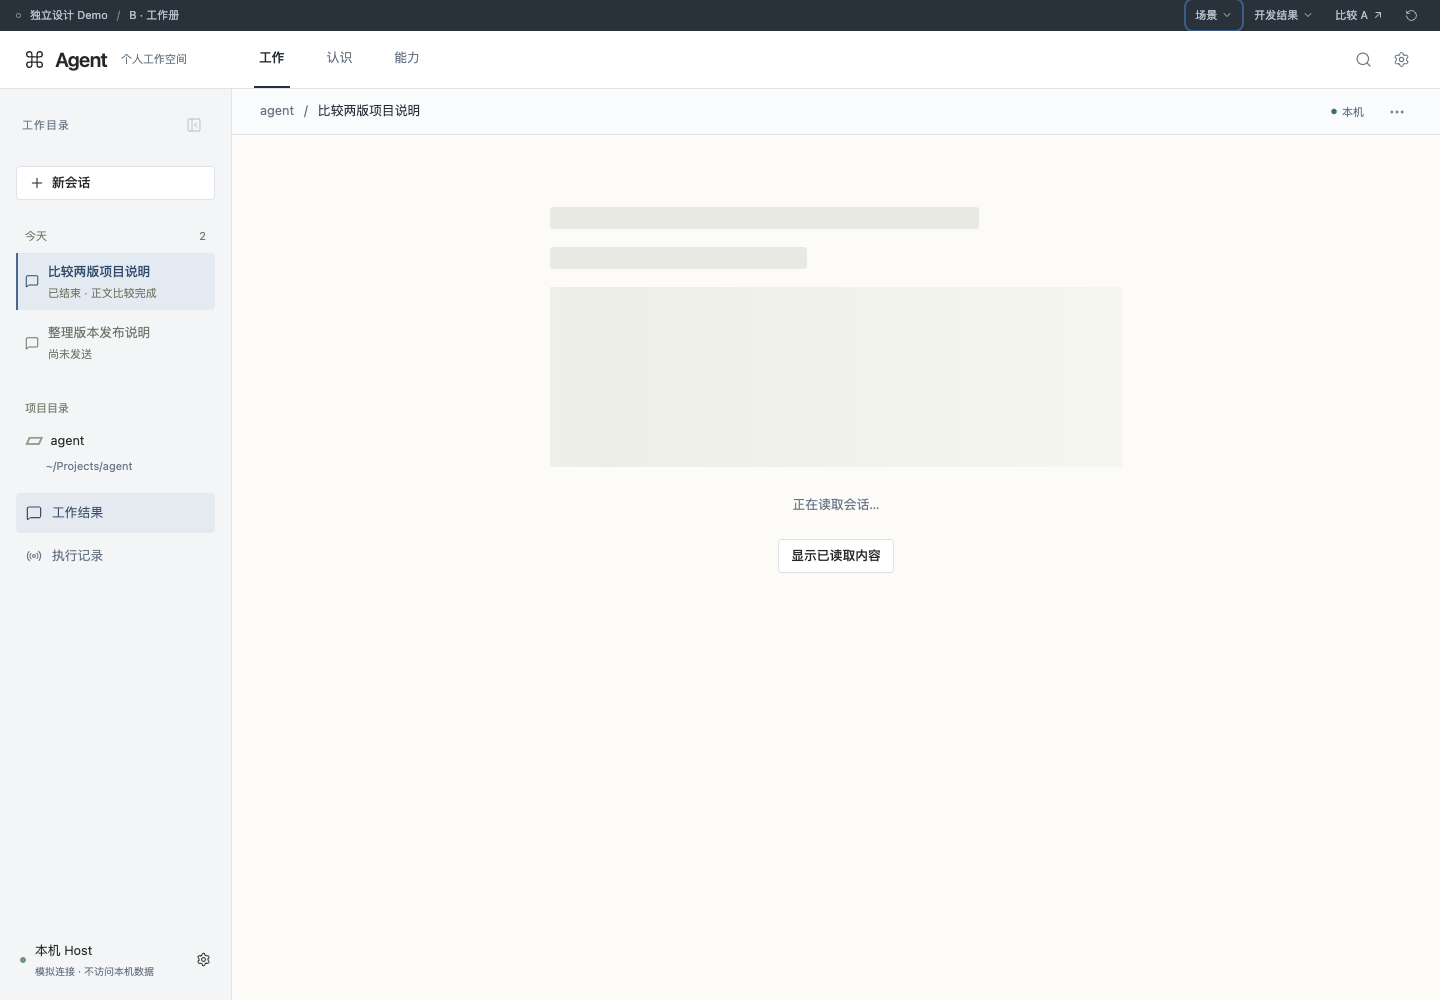 独立设计 Demo / B · 工作册
场景 开发结果 比较 A
Agent 个人工作空间
工作 认识 能力
工作目录
agent / 比较两版项目说明
本机
新会话
今天 2
比较两版项目说明
已结束 · 正文比较完成
整理版本发布说明
尚未发送
项目目录
agent
~/Projects/agent
工作结果
执行记录
正在读取会话...
显示已读取内容
本机 Host
模拟连接 · 不访问本机数据